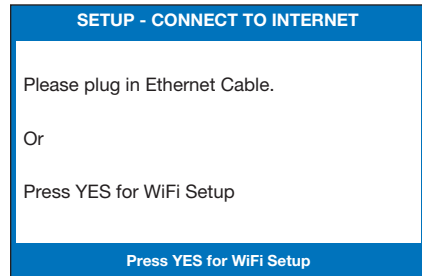 SETUP - CONNECT TO INTERNET
Please plug in Ethernet Cable.
Or
Press YES for WiFi Setup
Press YES for WiFi Setup